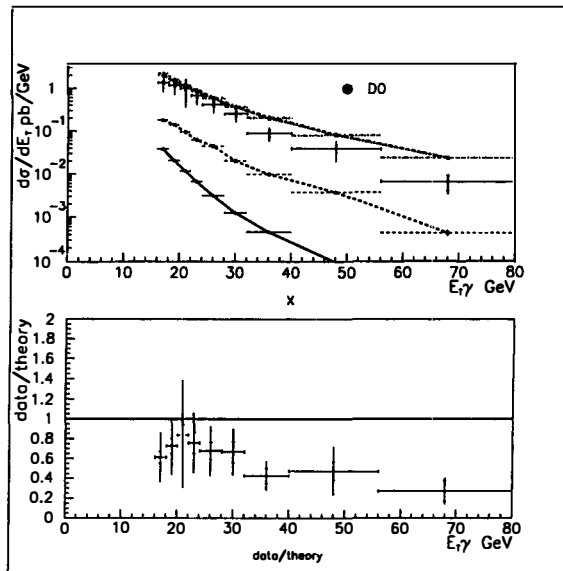 dσ/dE_T pb/GeV
1
10⁻¹
10⁻²
10⁻³
10⁻⁴
● DO
0 10 20 30 40 50 60 70 80
x
E_Tγ GeV
data/theory
2
1.8
1.6
1.4
1.2
1
0.8
0.6
0.4
0.2
0
0 10 20 30 40 50 60 70 80
data/theory
E_Tγ GeV